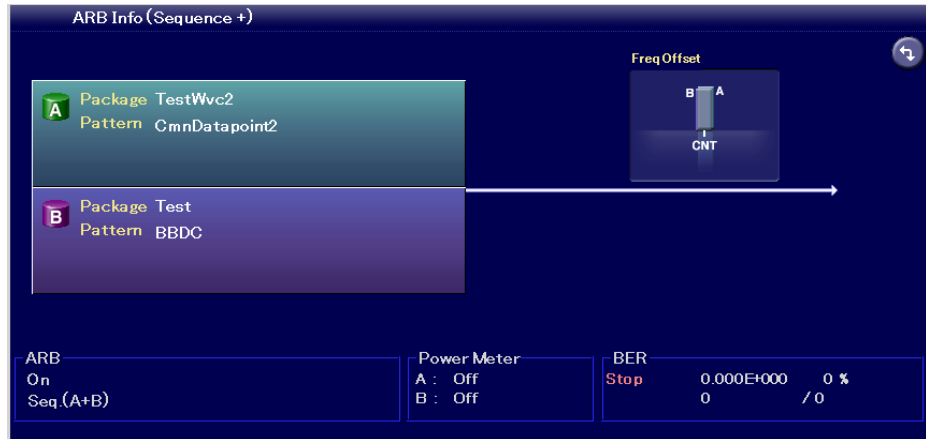 ARB Info(Sequence +)
Freq Offset
B A
CNT
A Package TestWvc2
Pattern CmnDatapoint2
B Package Test
Pattern BBDC
ARB
On
Seq.(A+B)
Power Meter
A : Off
B : Off
BER
Stop 0.000E+000 0 %
0 / 0